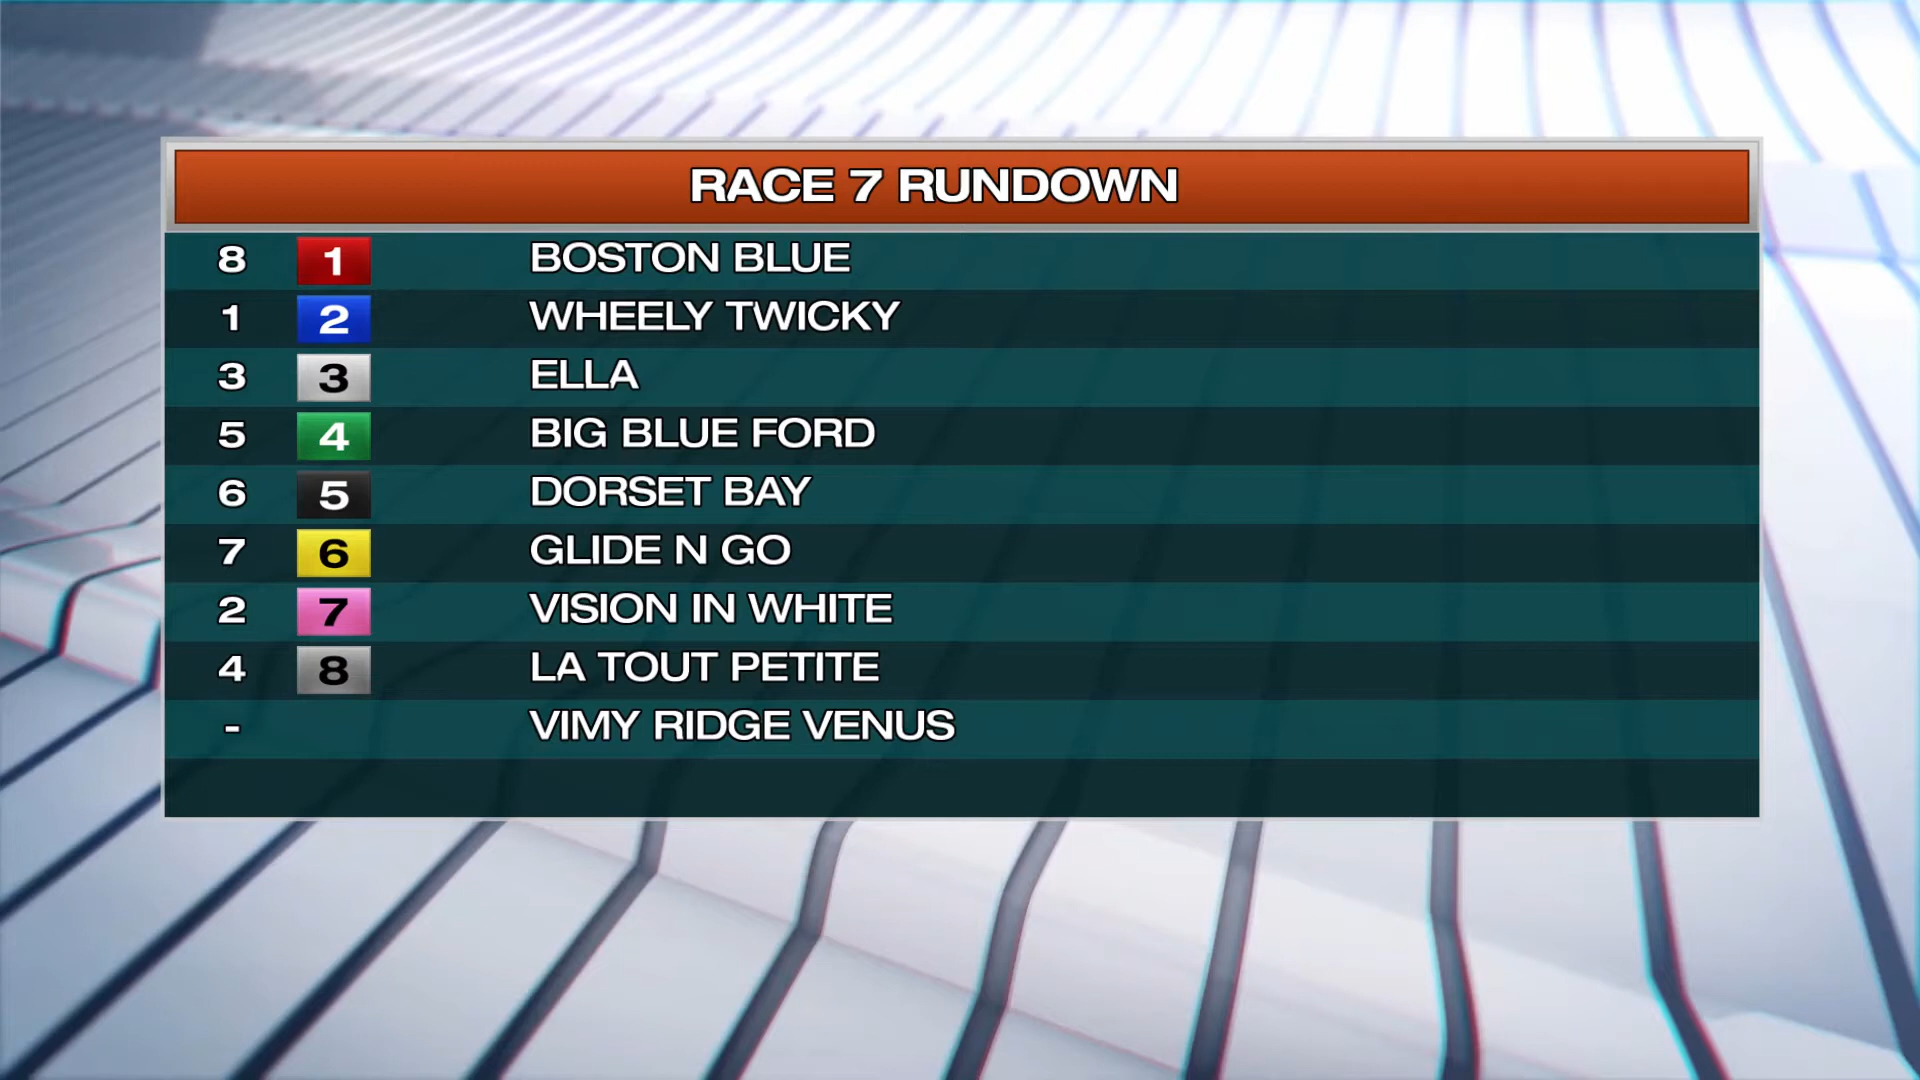 RACE 7 RUNDOWN
8 1 BOSTON BLUE
1 2 WHEELY TWICKY
3 3 ELLA
5 4 BIG BLUE FORD
6 5 DORSET BAY
7 6 GLIDE N GO
2 7 VISION IN WHITE
4 8 LA TOUT PETITE
- VIMY RIDGE VENUS